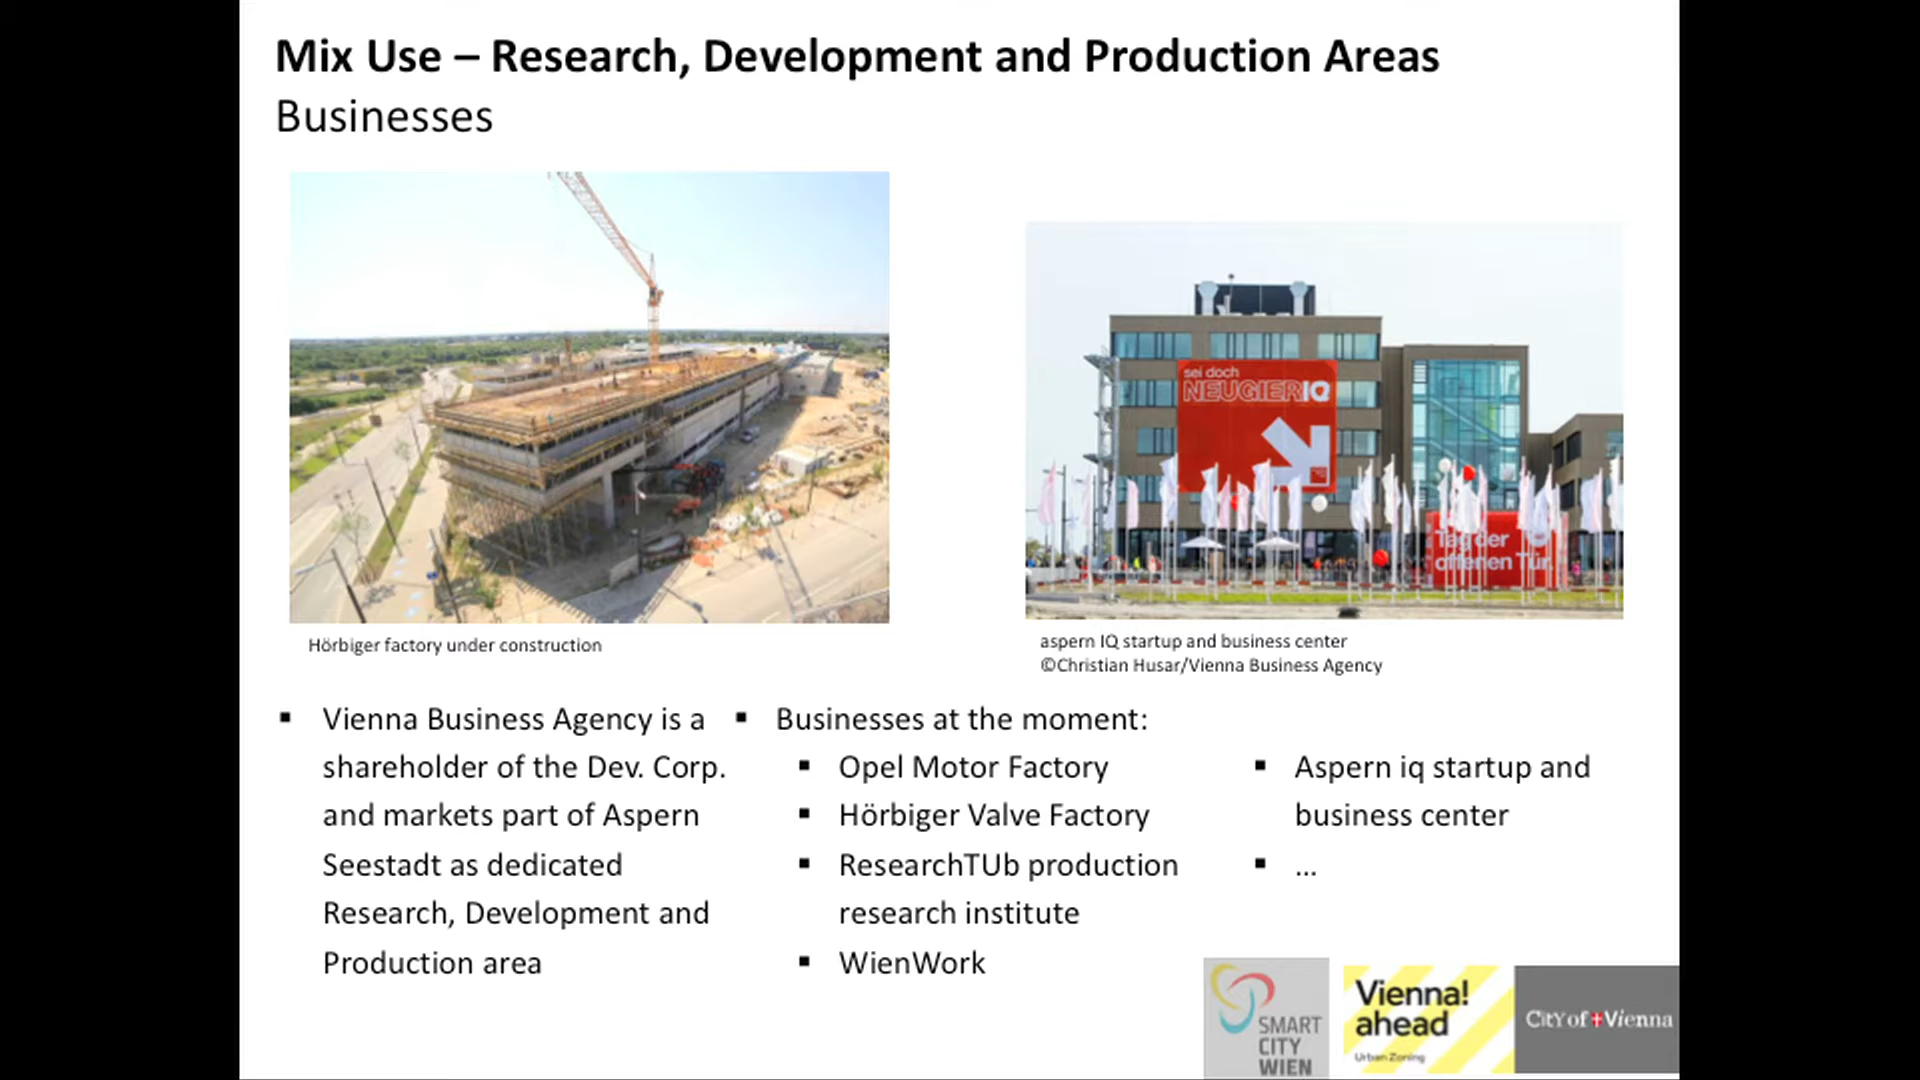 Mix Use – Research, Development and Production Areas
Businesses
sei doch
NEUGIERIQ
Tag der
offenen Tür.
Hörbiger factory under construction
aspern IQ startup and business center
©Christian Husar/Vienna Business Agency
▪ Vienna Business Agency is a
shareholder of the Dev. Corp.
and markets part of Aspern
Seestadt as dedicated
Research, Development and
Production area
▪ Businesses at the moment:
▪ Opel Motor Factory
▪ Hörbiger Valve Factory
▪ ResearchTUb production
research institute
▪ WienWork
▪ Aspern iq startup and
business center
▪ ...
SMART
CITY
WIEN
Vienna!
ahead
Urban Zoning
City of Vienna